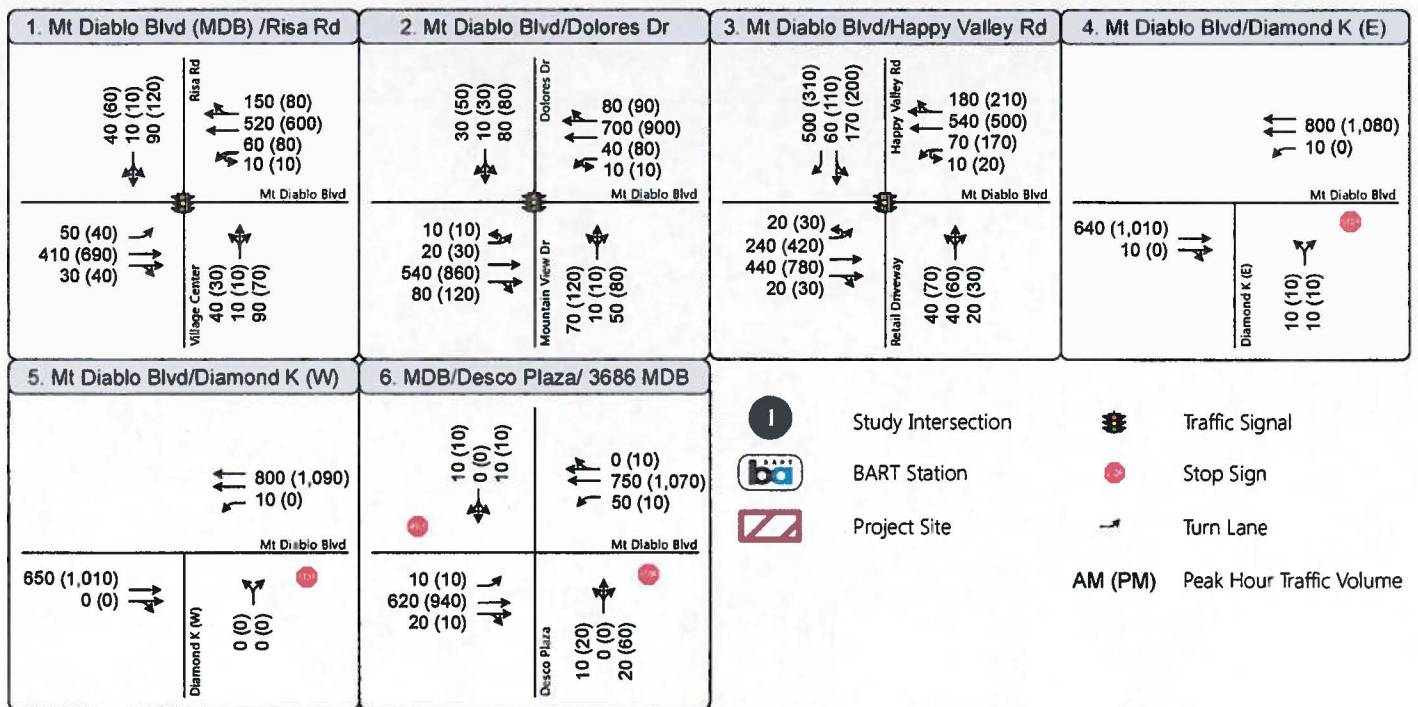 1. Mt Diablo Blvd (MDB) /Risa Rd
40 (60)
10 (10)
90 (120)
Risa Rd
150 (80)
520 (600)
60 (80)
10 (10)
Mt Diablo Blvd
50 (40)
410 (690)
30 (40)
Village Center
40 (30)
10 (10)
90 (70)
2. Mt Diablo Blvd/Dolores Dr
30 (50)
10 (30)
80 (80)
Dolores Dr
80 (90)
700 (900)
40 (80)
10 (10)
Mt Diablo Blvd
10 (10)
20 (30)
540 (860)
80 (120)
Mountain View Dr
70 (120)
10 (10)
50 (80)
3. Mt Diablo Blvd/Happy Valley Rd
500 (310)
60 (110)
170 (200)
Happy Valley Rd
180 (210)
540 (500)
70 (170)
10 (20)
Mt Diablo Blvd
20 (30)
240 (420)
440 (780)
20 (30)
Retail Driveway
40 (70)
40 (60)
20 (30)
4. Mt Diablo Blvd/Diamond K (E)
800 (1,080)
10 (0)
Mt Diablo Blvd
640 (1,010)
10 (0)
STOP
Diamond K (E)
10 (10)
10 (10)
5. Mt Diablo Blvd/Diamond K (W)
800 (1,090)
10 (0)
Mt Diablo Blvd
650 (1,010)
0 (0)
STOP
Diamond K (W)
0 (0)
0 (0)
6. MDB/Desco Plaza/ 3686 MDB
10 (10)
0 (0)
10 (10)
0 (10)
750 (1,070)
50 (10)
STOP
Mt Diablo Blvd
10 (10)
620 (940)
20 (10)
STOP
Desco Plaza
10 (20)
0 (0)
20 (60)
1 Study Intersection
BART
ba BART Station
Project Site
Traffic Signal
STOP Stop Sign
Turn Lane
AM (PM) Peak Hour Traffic Volume